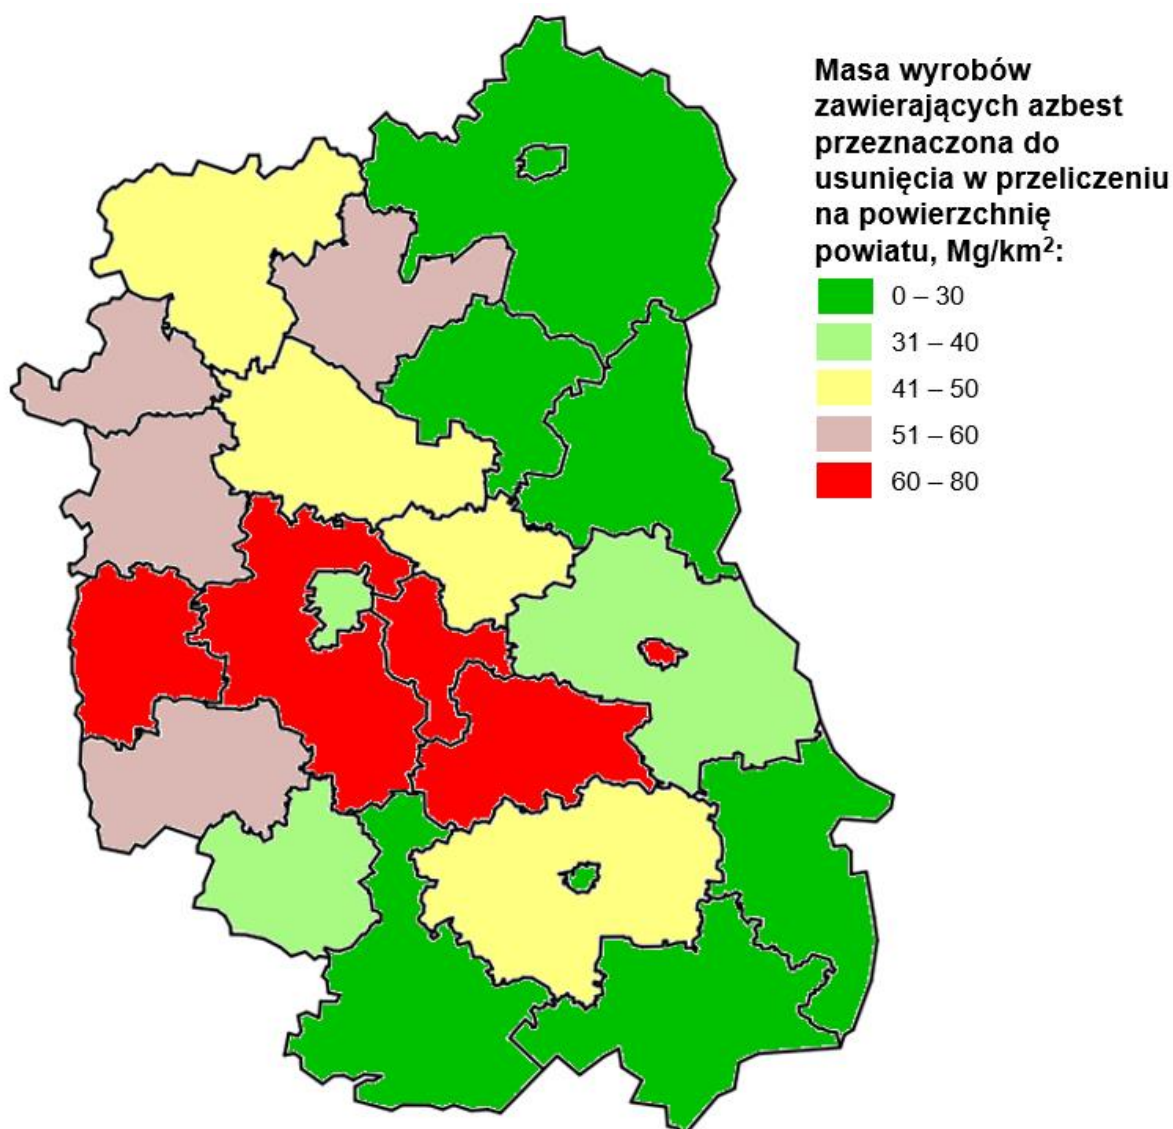 Masa wyrobów
zawierających azbest
przeznaczona do
usunięcia w przeliczeniu
na powierzchnię
powiatu, Mg/km²:
0 – 30
31 – 40
41 – 50
51 – 60
60 – 80